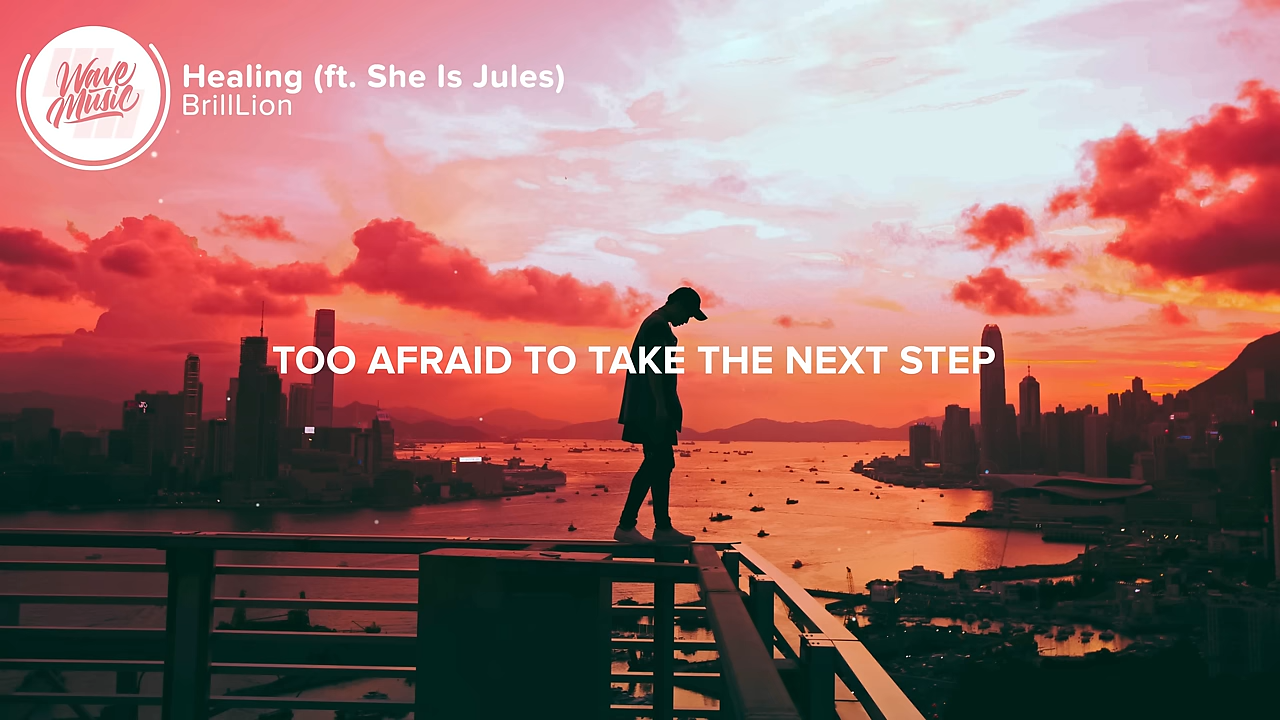 Wave
Music
Healing (ft. She Is Jules)
BrillLion
TOO AFRAID TO TAKE THE NEXT STEP